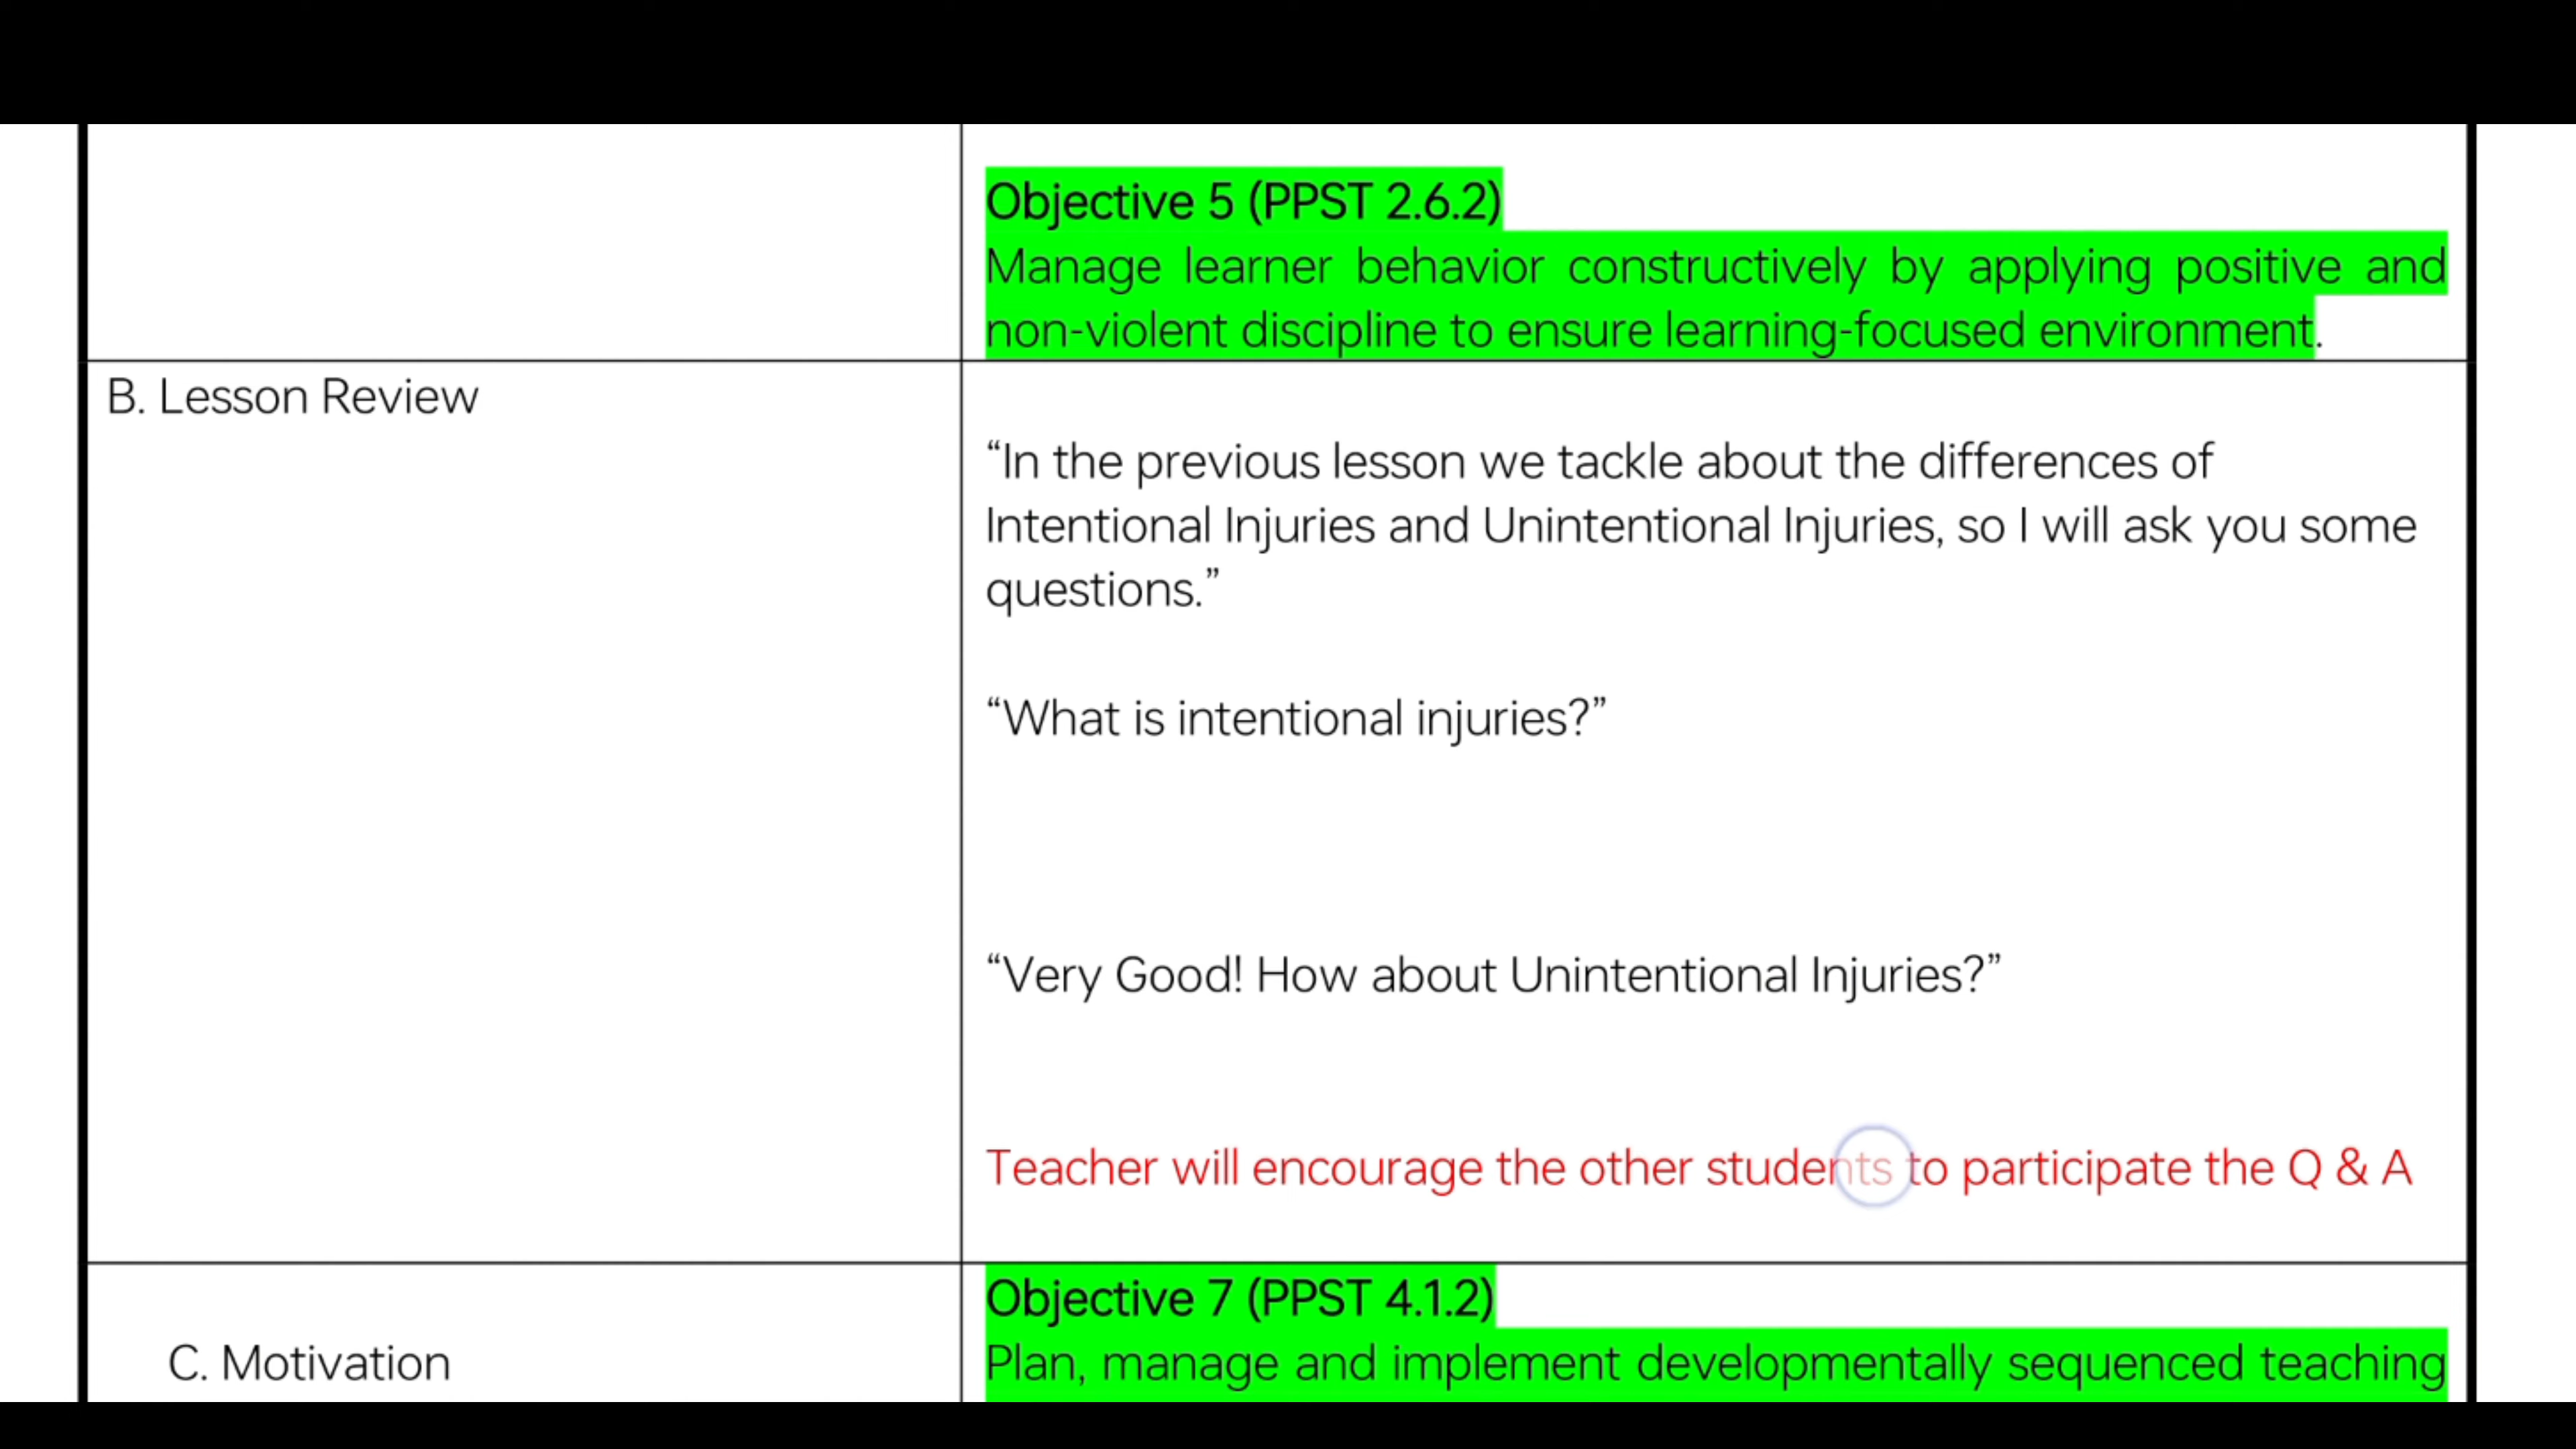 Objective 5 (PPST 2.6.2)
Manage learner behavior constructively by applying positive and
non-violent discipline to ensure learning-focused environment.
B. Lesson Review
“In the previous lesson we tackle about the differences of
Intentional Injuries and Unintentional Injuries, so I will ask you some
questions.”
“What is intentional injuries?”
“Very Good! How about Unintentional Injuries?”
Teacher will encourage the other students to participate the Q & A
Objective 7 (PPST 4.1.2)
C. Motivation
Plan, manage and implement developmentally sequenced teaching